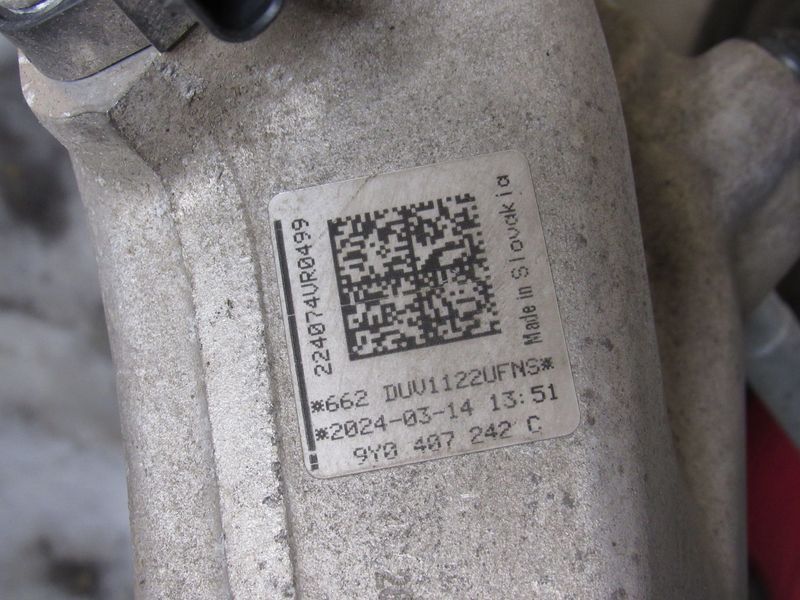 224074VR0499
Made in Slovakia
*662 DUV1122UFNS*
*2024-03-14 13:51
9Y0 407 242 C